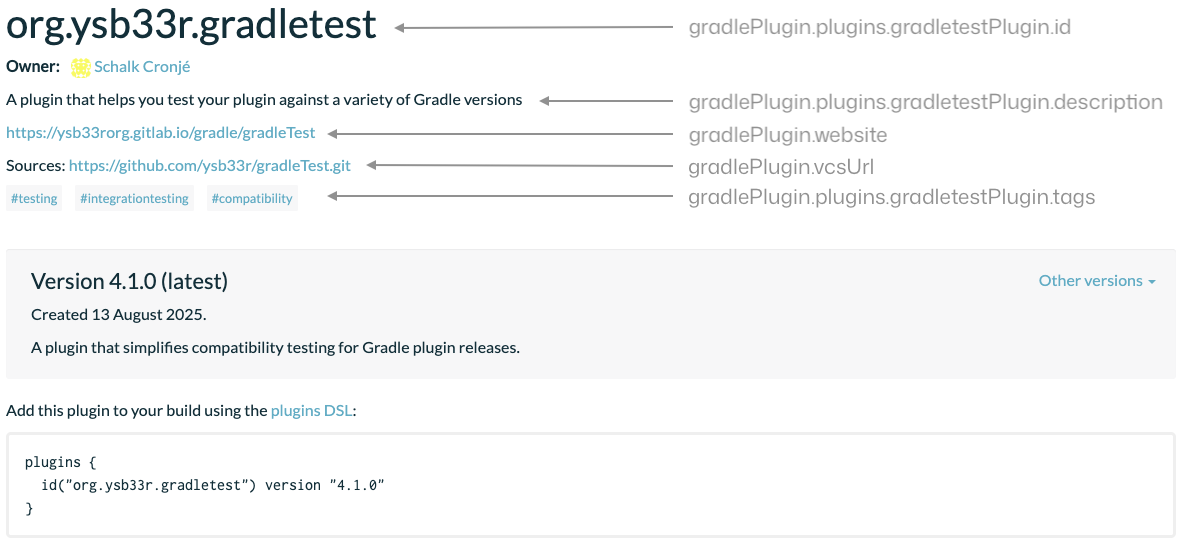 org.ysb33r.gradletest gradlePlugin.plugins.gradletestPlugin.id
Owner: Schalk Cronjé
A plugin that helps you test your plugin against a variety of Gradle versions gradlePlugin.plugins.gradletestPlugin.description
https://ysb33rorg.gitlab.io/gradle/gradleTest gradlePlugin.website
Sources: https://github.com/ysb33r/gradleTest.git gradlePlugin.vcsUrl
#testing #integrationtesting #compatibility gradlePlugin.plugins.gradletestPlugin.tags
Version 4.1.0 (latest) Other versions
Created 13 August 2025.
A plugin that simplifies compatibility testing for Gradle plugin releases.
Add this plugin to your build using the plugins DSL:
plugins {
  id("org.ysb33r.gradletest") version "4.1.0"
}